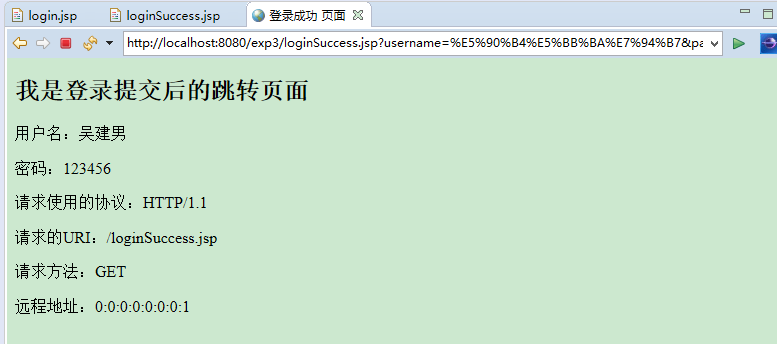 login.jsp loginSuccess.jsp 登录成功 页面
http://localhost:8080/exp3/loginSuccess.jsp?username=%E5%90%B4%E5%BB%BA%E7%94%B7&pa
我是登录提交后的跳转页面
用户名：吴建男
密码：123456
请求使用的协议：HTTP/1.1
请求的URI：/loginSuccess.jsp
请求方法：GET
远程地址：0:0:0:0:0:0:0:1